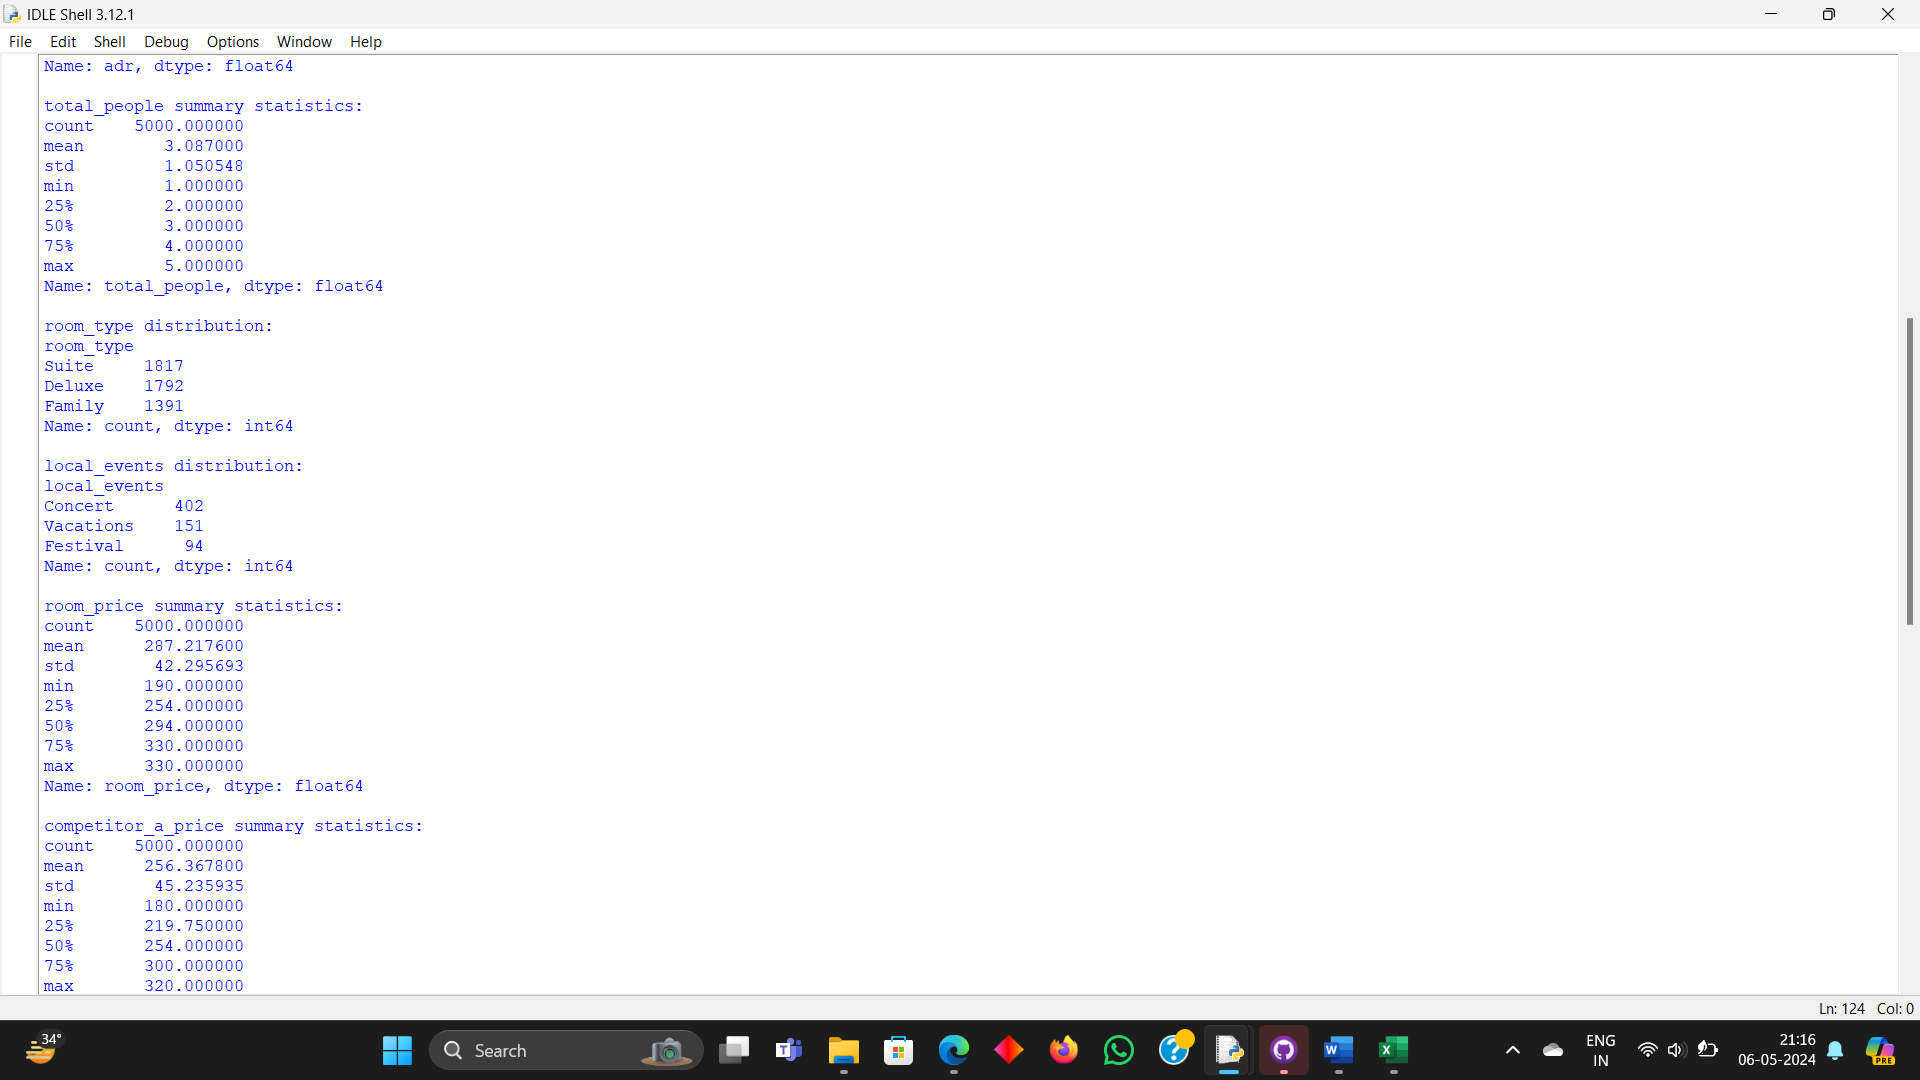 IDLE Shell 3.12.1
File Edit Shell Debug Options Window Help
Name: adr, dtype: float64
total_people summary statistics:
count    5000.000000
mean        3.087000
std         1.050548
min         1.000000
25%         2.000000
50%         3.000000
75%         4.000000
max         5.000000
Name: total_people, dtype: float64
room_type distribution:
room_type
Suite     1817
Deluxe    1792
Family    1391
Name: count, dtype: int64
local_events distribution:
local_events
Concert      402
Vacations    151
Festival      94
Name: count, dtype: int64
room_price summary statistics:
count    5000.000000
mean      287.217600
std        42.295693
min       190.000000
25%       254.000000
50%       294.000000
75%       330.000000
max       330.000000
Name: room_price, dtype: float64
competitor_a_price summary statistics:
count    5000.000000
mean      256.367800
std        45.235935
min       180.000000
25%       219.750000
50%       254.000000
75%       300.000000
max       320.000000
Ln: 124 Col: 0
34°
Search
ENG
IN
21:16
06-05-2024
PRE